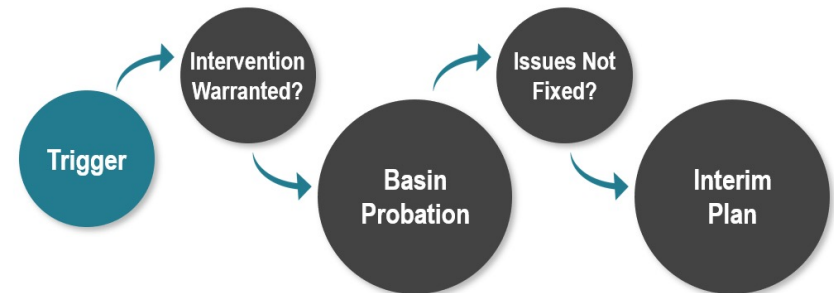 Trigger
Intervention
Warranted?
Basin
Probation
Issues Not
Fixed?
Interim
Plan